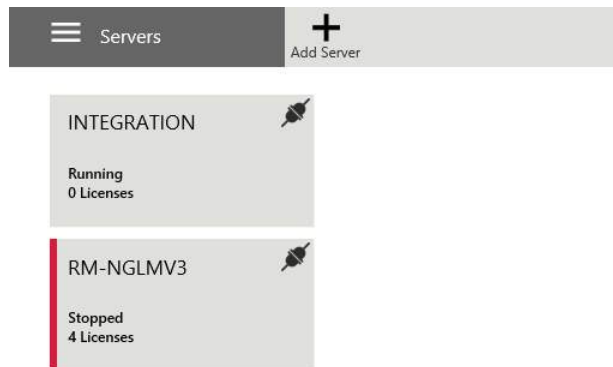 Servers
Add Server
INTEGRATION
Running
0 Licenses
RM-NGLMV3
Stopped
4 Licenses